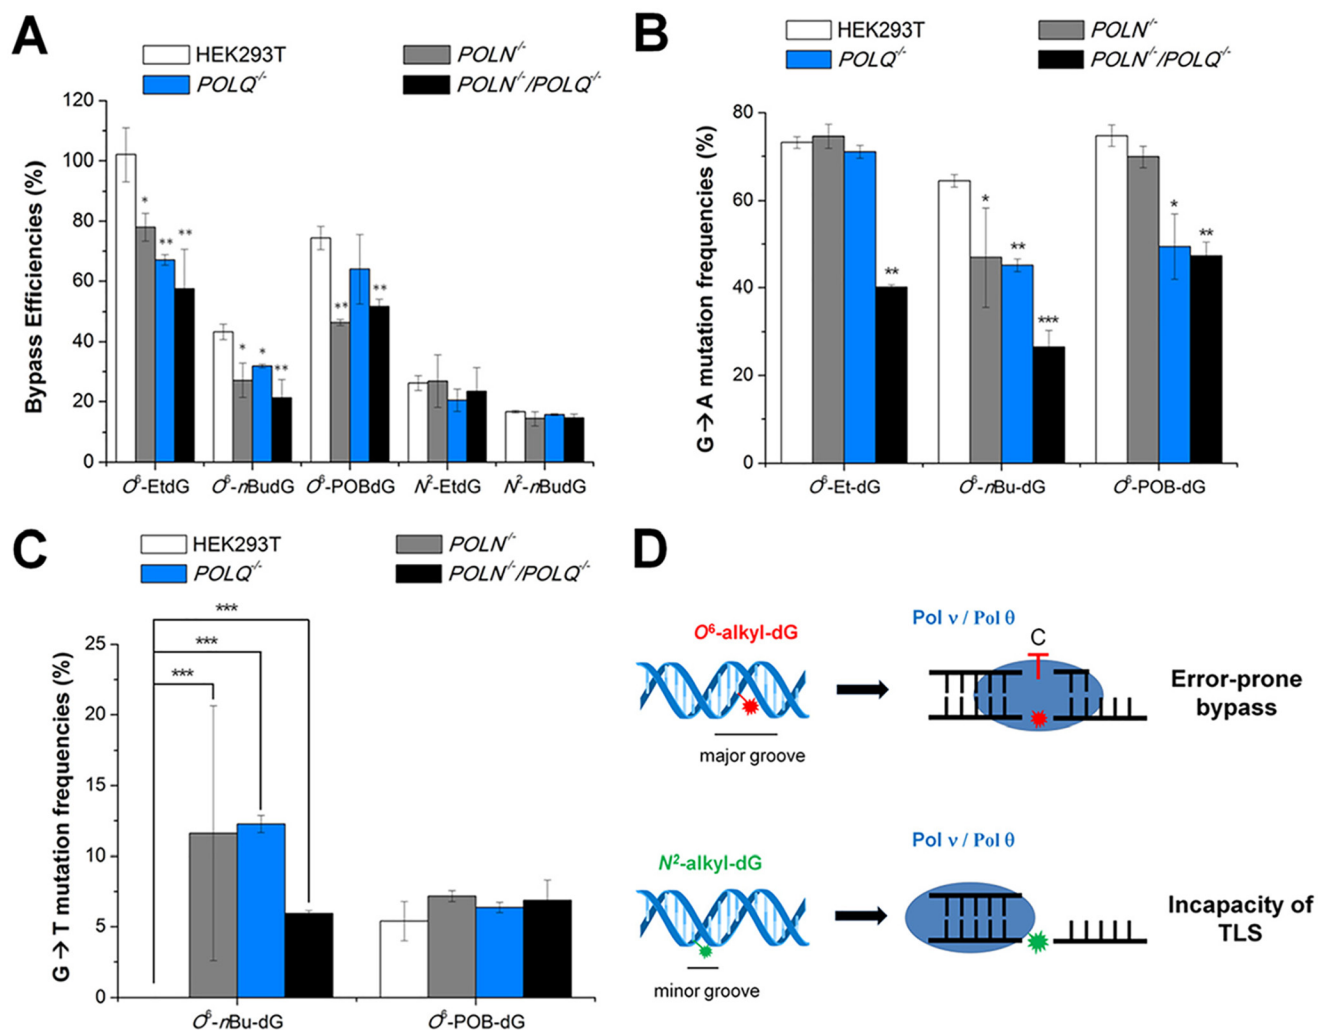 A
HEK293T
POLN-/-
POLQ-/-
POLN-/-/POLQ-/-
Bypass Efficiencies (%)
120
100
80
60
40
20
0
*
**
**
*
*
**
**
**
O6-EtdG
O6-nBudG
O6-POBdG
N2-EtdG
N2-nBudG
B
HEK293T
POLN-/-
POLQ-/-
POLN-/-/POLQ-/-
G→A mutation frequencies (%)
80
60
40
20
0
**
*
**
***
*
**
O6-Et-dG
O6-nBu-dG
O6-POB-dG
C
HEK293T
POLN-/-
POLQ-/-
POLN-/-/POLQ-/-
G→T mutation frequencies (%)
25
20
15
10
5
0
***
***
***
O6-nBu-dG
O6-POB-dG
D
O6-alkyl-dG
major groove
Pol ν / Pol θ
C
Error-prone
bypass
N2-alkyl-dG
minor groove
Pol ν / Pol θ
Incapacity of
TLS